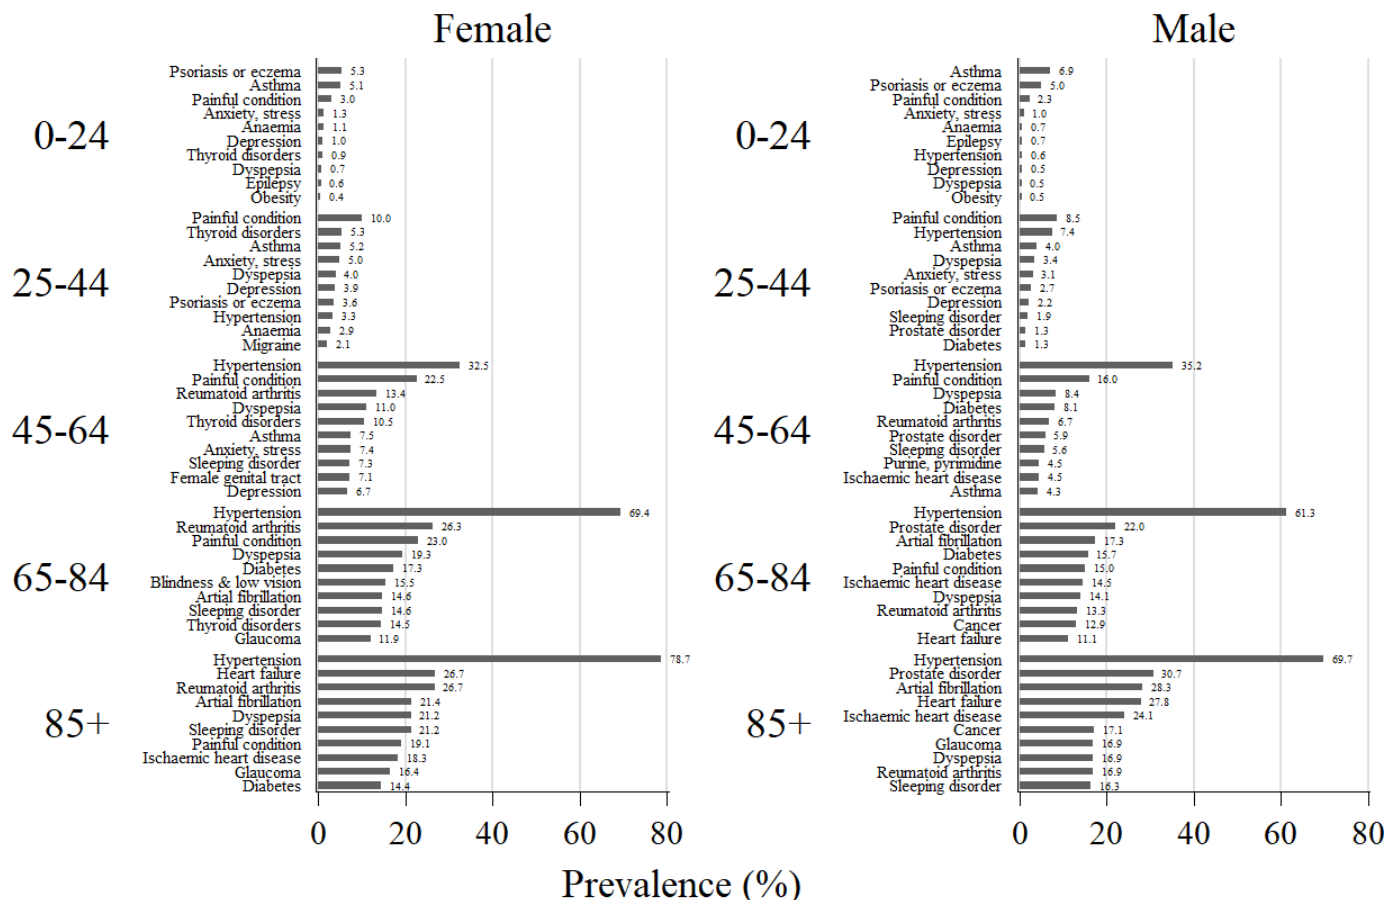 Female
Male
0-24
Psoriasis or eczema 5.3
Asthma 5.1
Painful condition 3.0
Anxiety, stress 1.3
Anaemia 1.1
Depression 1.0
Thyroid disorders 0.9
Dyspepsia 0.7
Epilepsy 0.6
Obesity 0.4
25-44
Painful condition 10.0
Thyroid disorders 5.3
Asthma 5.2
Anxiety, stress 5.0
Dyspepsia 4.0
Depression 3.9
Psoriasis or eczema 3.6
Hypertension 3.3
Anaemia 2.9
Migraine 2.1
45-64
Hypertension 32.5
Painful condition 22.5
Reumatoid arthritis 13.4
Dyspepsia 11.0
Thyroid disorders 10.5
Asthma 7.5
Anxiety, stress 7.4
Sleeping disorder 7.3
Female genital tract 7.1
Depression 6.7
65-84
Hypertension 69.4
Reumatoid arthritis 26.3
Painful condition 23.0
Dyspepsia 19.3
Diabetes 17.3
Blindness & low vision 15.5
Artial fibrillation 14.6
Sleeping disorder 14.6
Thyroid disorders 14.5
Glaucoma 11.9
85+
Hypertension 78.7
Heart failure 26.7
Reumatoid arthritis 26.7
Artial fibrillation 21.4
Dyspepsia 21.2
Sleeping disorder 21.2
Painful condition 19.1
Ischaemic heart disease 18.3
Glaucoma 16.4
Diabetes 14.4
0 20 40 60 80
0-24
Asthma 6.9
Psoriasis or eczema 5.0
Painful condition 2.3
Anxiety, stress 1.0
Anaemia 0.7
Epilepsy 0.7
Hypertension 0.6
Depression 0.5
Dyspepsia 0.5
Obesity 0.5
25-44
Painful condition 8.5
Hypertension 7.4
Asthma 4.0
Dyspepsia 3.4
Anxiety, stress 3.1
Psoriasis or eczema 2.7
Depression 2.2
Sleeping disorder 1.9
Prostate disorder 1.3
Diabetes 1.3
45-64
Hypertension 35.2
Painful condition 16.0
Dyspepsia 8.4
Diabetes 8.1
Reumatoid arthritis 6.7
Prostate disorder 5.9
Sleeping disorder 5.6
Purine, pyrimidine 4.5
Ischaemic heart disease 4.5
Asthma 4.3
65-84
Hypertension 61.3
Prostate disorder 22.0
Artial fibrillation 17.3
Diabetes 15.7
Painful condition 15.0
Ischaemic heart disease 14.5
Dyspepsia 14.1
Reumatoid arthritis 13.3
Cancer 12.9
Heart failure 11.1
85+
Hypertension 69.7
Prostate disorder 30.7
Artial fibrillation 28.3
Heart failure 27.8
Ischaemic heart disease 24.1
Cancer 17.1
Glaucoma 16.9
Dyspepsia 16.9
Reumatoid arthritis 16.9
Sleeping disorder 16.3
0 20 40 60 80
Prevalence (%)